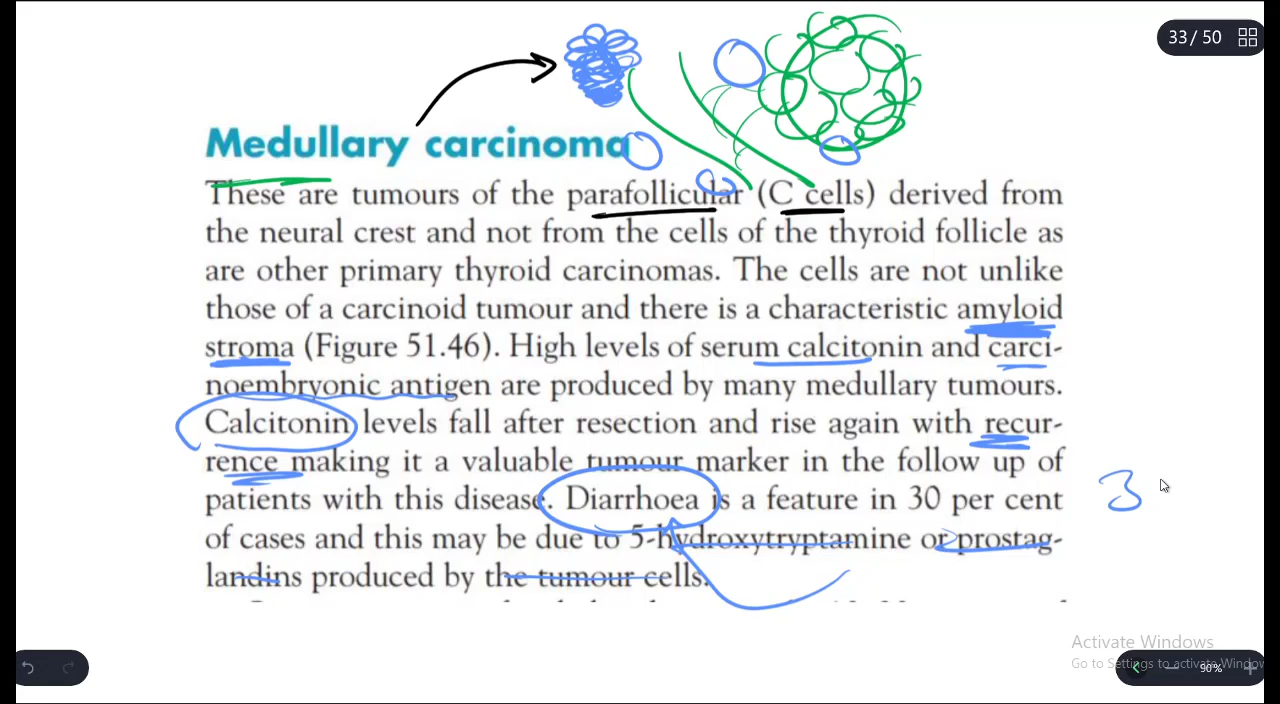 33 / 50
Medullary carcinoma
These are tumours of the parafollicular (C cells) derived from
the neural crest and not from the cells of the thyroid follicle as
are other primary thyroid carcinomas. The cells are not unlike
those of a carcinoid tumour and there is a characteristic amyloid
stroma (Figure 51.46). High levels of serum calcitonin and carci-
noembryonic antigen are produced by many medullary tumours.
Calcitonin levels fall after resection and rise again with recur-
rence making it a valuable tumour marker in the follow up of
patients with this disease. Diarrhoea is a feature in 30 per cent
of cases and this may be due to 5-hydroxytryptamine or prostag-
landins produced by the tumour cells.
3
Activate Windows
Go to Settings to activate Window
90%